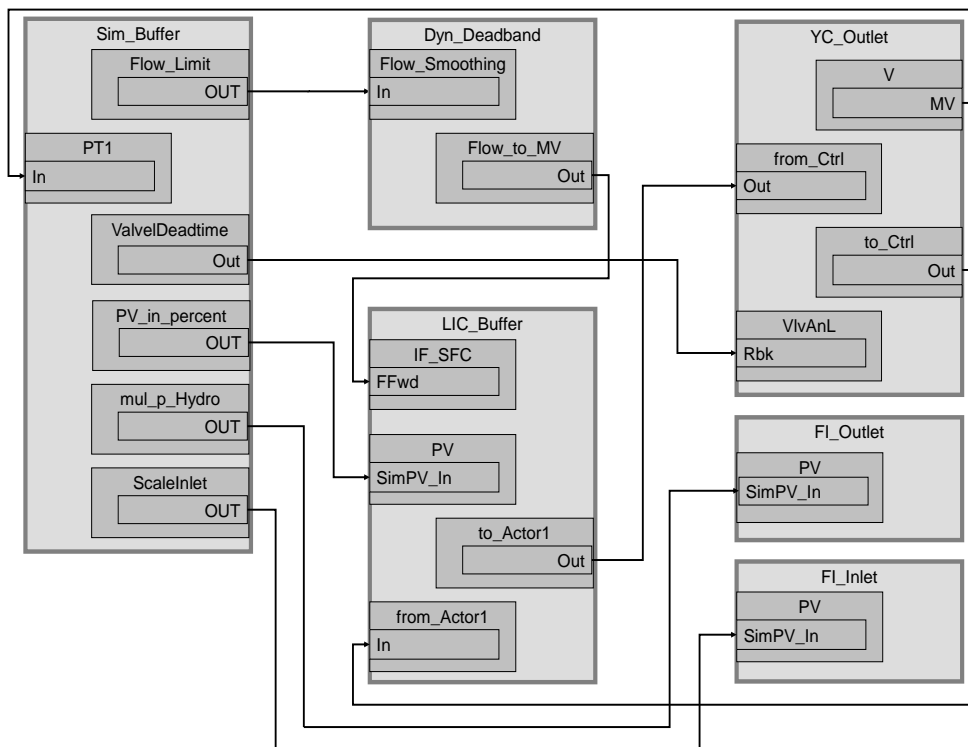 Sim_Buffer
Flow_Limit
OUT
PT1
In
ValvelDeadtime
Out
PV_in_percent
OUT
mul_p_Hydro
OUT
ScaleInlet
OUT
Dyn_Deadband
Flow_Smoothing
In
Flow_to_MV
Out
LIC_Buffer
IF_SFC
FFwd
PV
SimPV_In
to_Actor1
Out
from_Actor1
In
YC_Outlet
V
MV
from_Ctrl
Out
to_Ctrl
Out
VlvAnL
Rbk
FI_Outlet
PV
SimPV_In
FI_Inlet
PV
SimPV_In